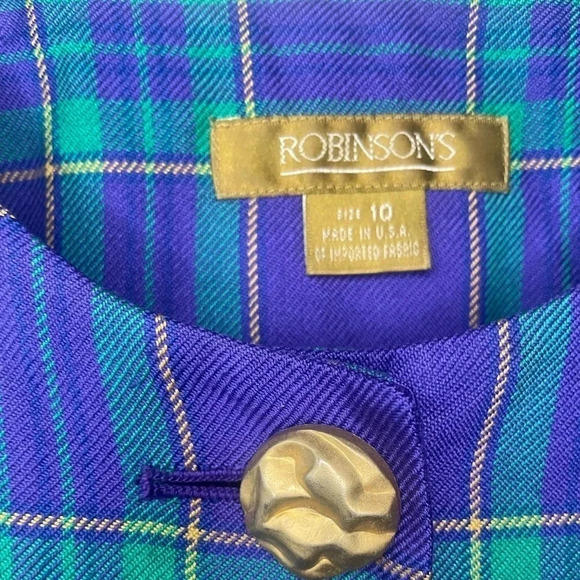 ROBINSON'S
SIZE 10
MADE IN U.S.A.
OF IMPORTED FABRIC